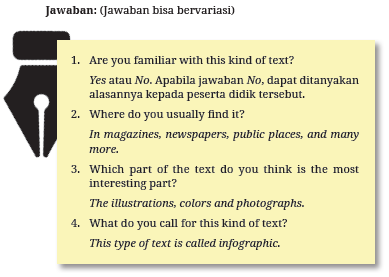 Jawaban: (Jawaban bisa bervariasi)
1. Are you familiar with this kind of text?
Yes atau No. Apabila jawaban No, dapat ditanyakan
alasannya kepada peserta didik tersebut.
2. Where do you usually find it?
In magazines, newspapers, public places, and many
more.
3. Which part of the text do you think is the most
interesting part?
The illustrations, colors and photographs.
4. What do you call for this kind of text?
This type of text is called infographic.